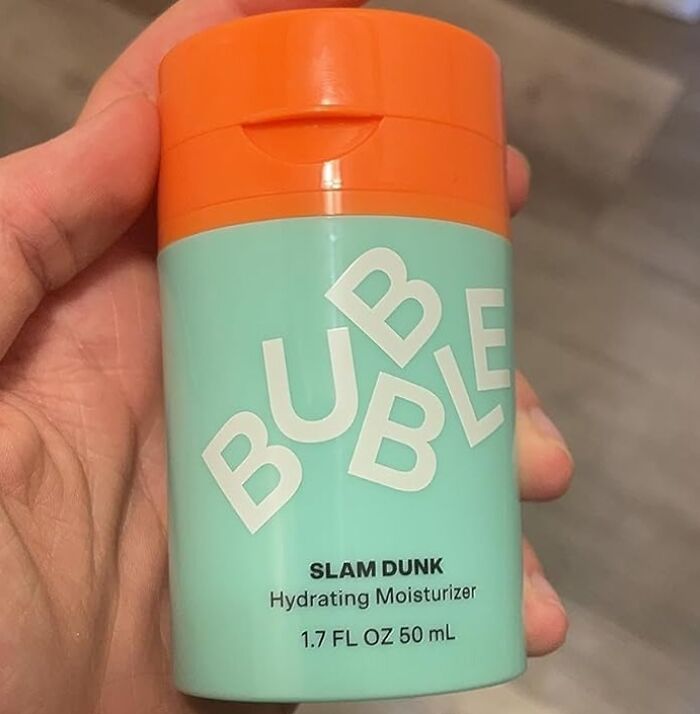 BUBBLE
SLAM DUNK
Hydrating Moisturizer
1.7 FL OZ 50 mL